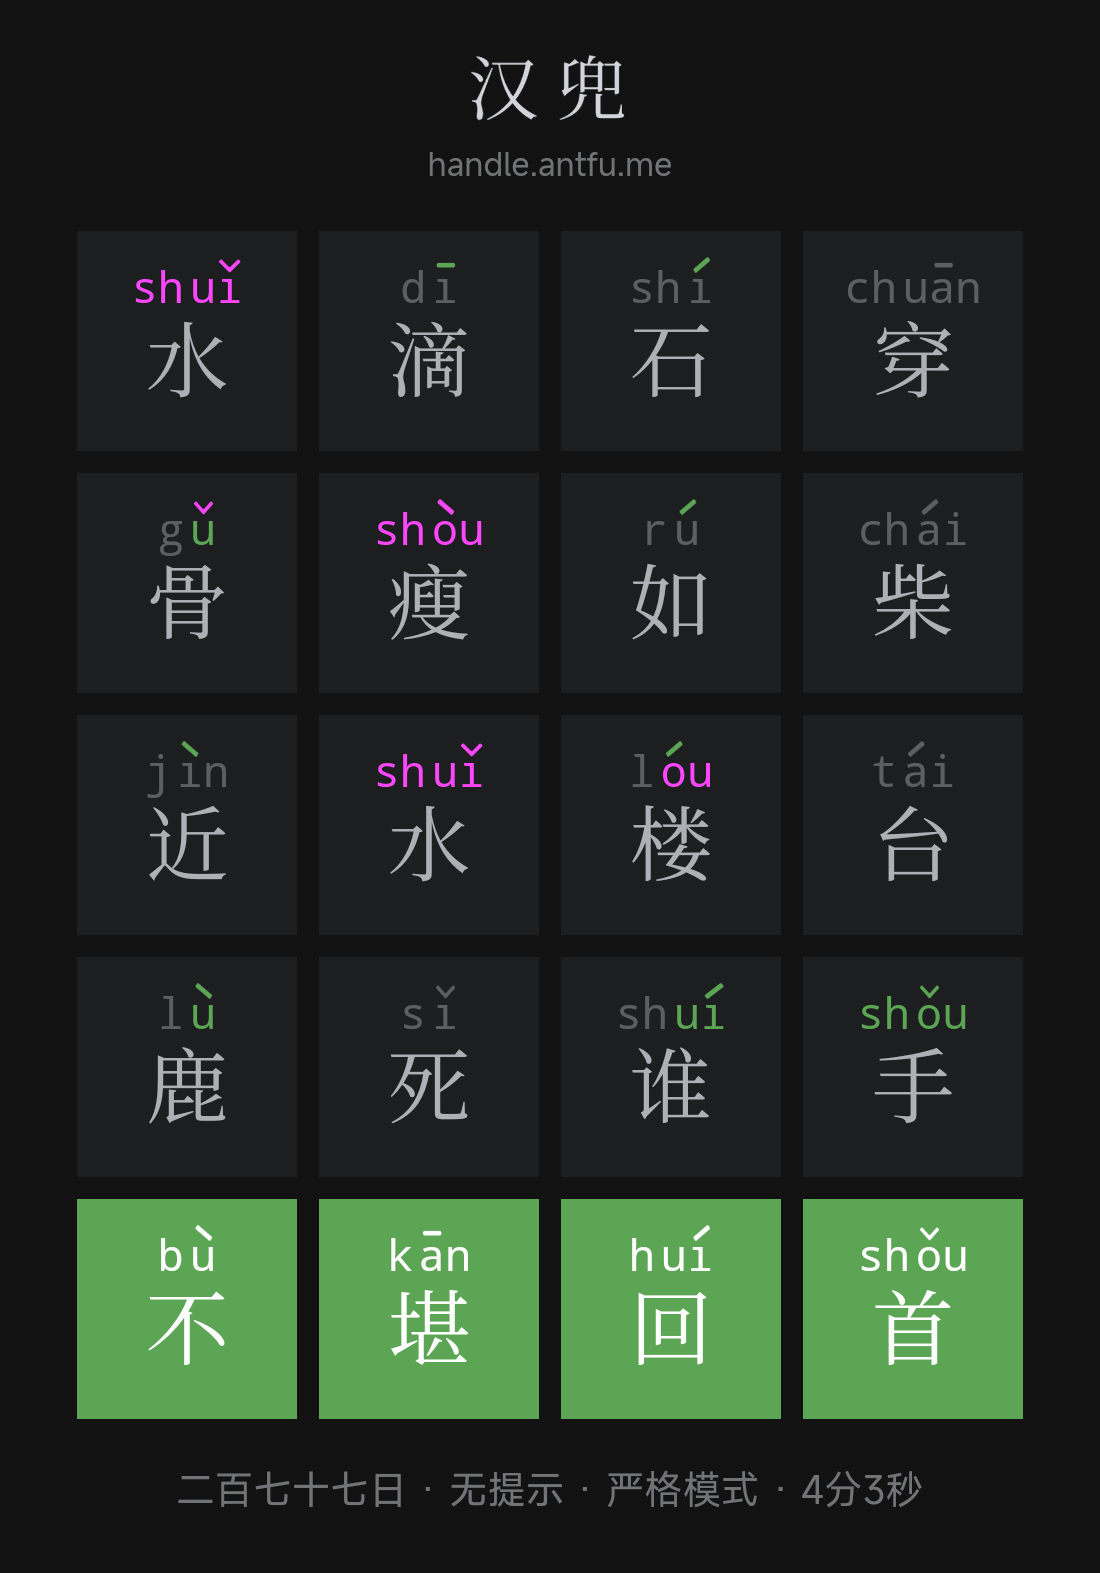 汉兜
handle.antfu.me
shuǐ dī shí chuān
水 滴 石 穿
gǔ shòu rú chái
骨 瘦 如 柴
jìn shuǐ lóu tái
近 水 楼 台
lù sǐ shuí shǒu
鹿 死 谁 手
bù kān huí shǒu
不 堪 回 首
二百七十七日 · 无提示 · 严格模式 · 4分3秒